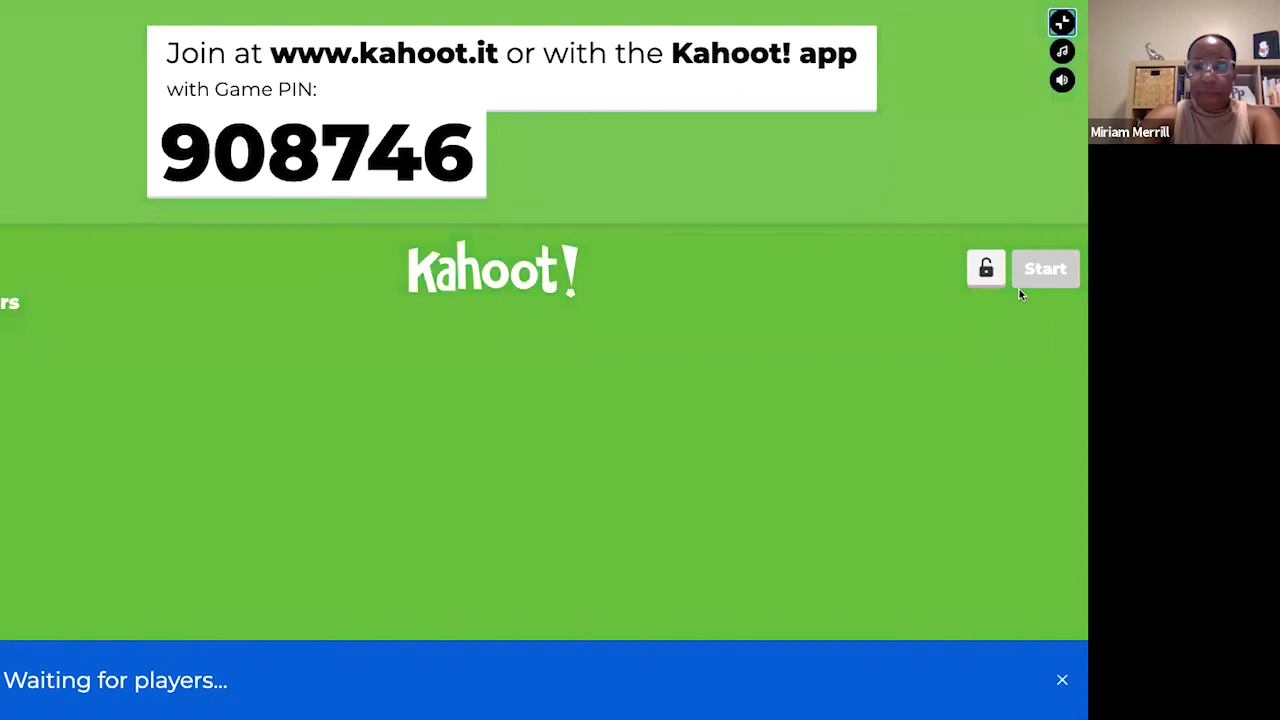 Join at www.kahoot.it or with the Kahoot! app
with Game PIN:
908746
Miriam Merrill
Kahoot!
Start
rs
Waiting for players...